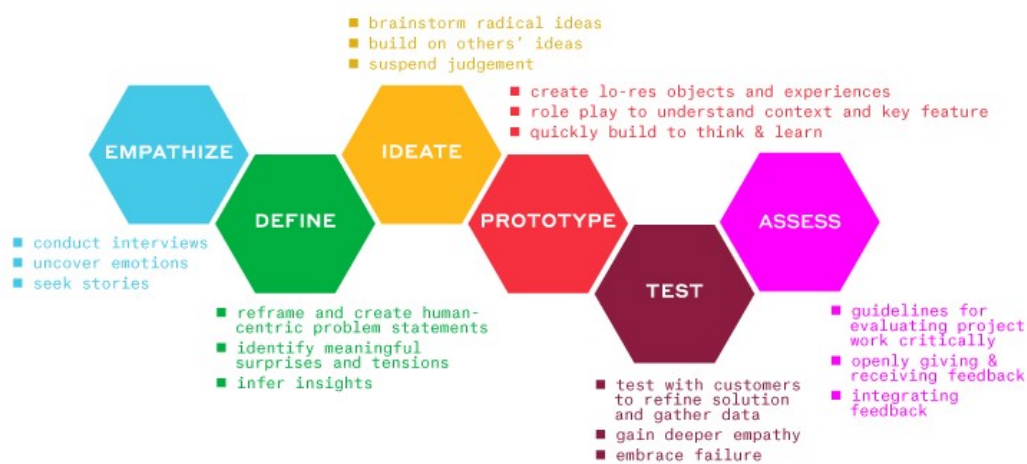 EMPATHIZE
■ conduct interviews
■ uncover emotions
■ seek stories
DEFINE
■ reframe and create human-
centric problem statements
■ identify meaningful
surprises and tensions
■ infer insights
■ brainstorm radical ideas
■ build on others' ideas
■ suspend judgement
IDEATE
■ create lo-res objects and experiences
■ role play to understand context and key feature
■ quickly build to think & learn
PROTOTYPE
TEST
■ test with customers
to refine solution
and gather data
■ gain deeper empathy
■ embrace failure
ASSESS
■ guidelines for
evaluating project
work critically
■ openly giving &
receiving feedback
■ integrating
feedback